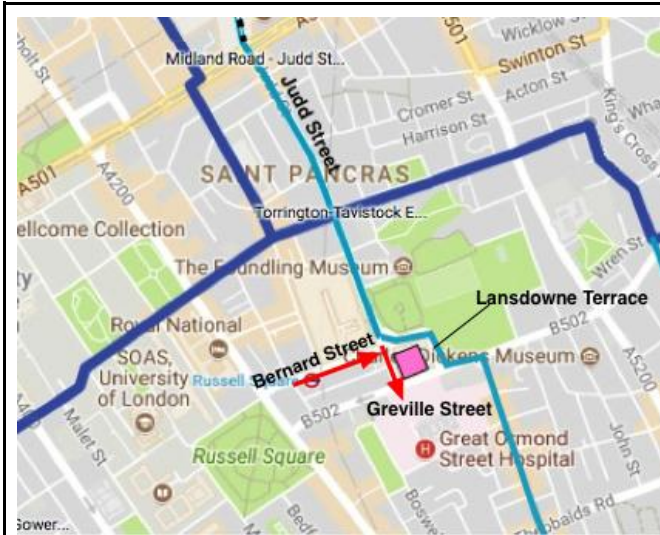 Wicklow St
Swinton St
A501
Midland Road - Judd St...
Acton St
Cromer St
Harrison St
King's Cross
Judd Street
A501
A4200
SAINT PANCRAS
Torrington-Tavistock E...
ellcome Collection
The Foundling Museum
Wren St
Lansdowne Terrace
B502
Royal National
Bernard Street
Dickens Museum
SOAS,
University
of London
Russell Square
A5200
B502
Greville Street
Malet St
Great Ormond
Street Hospital
John St
Russell Square
Theobalds Rd
Gower...